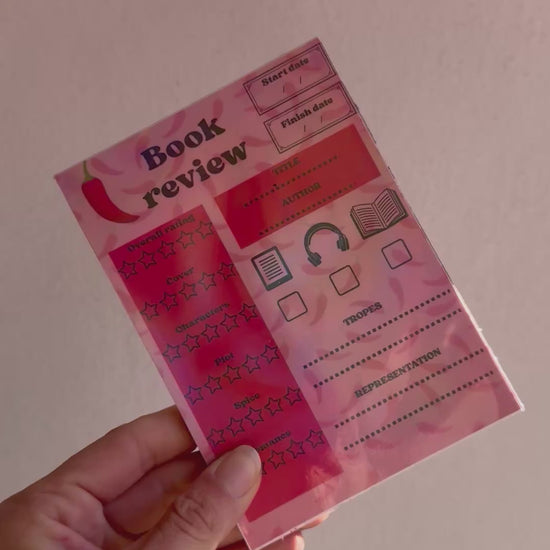 Book
review
Start date
/ /
Finish date
/ /
TITLE
AUTHOR
Overall rating
Cover
Characters
Plot
Spice
TROPES
REPRESENTATION